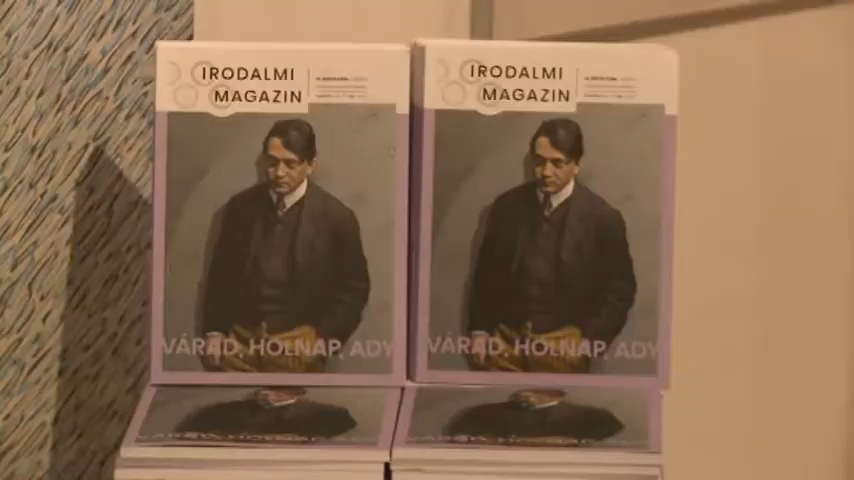 IRODALMI
MAGAZIN
VÁRAD, HOLNAP, ADY
IRODALMI
MAGAZIN
VÁRAD, HOLNAP, ADY